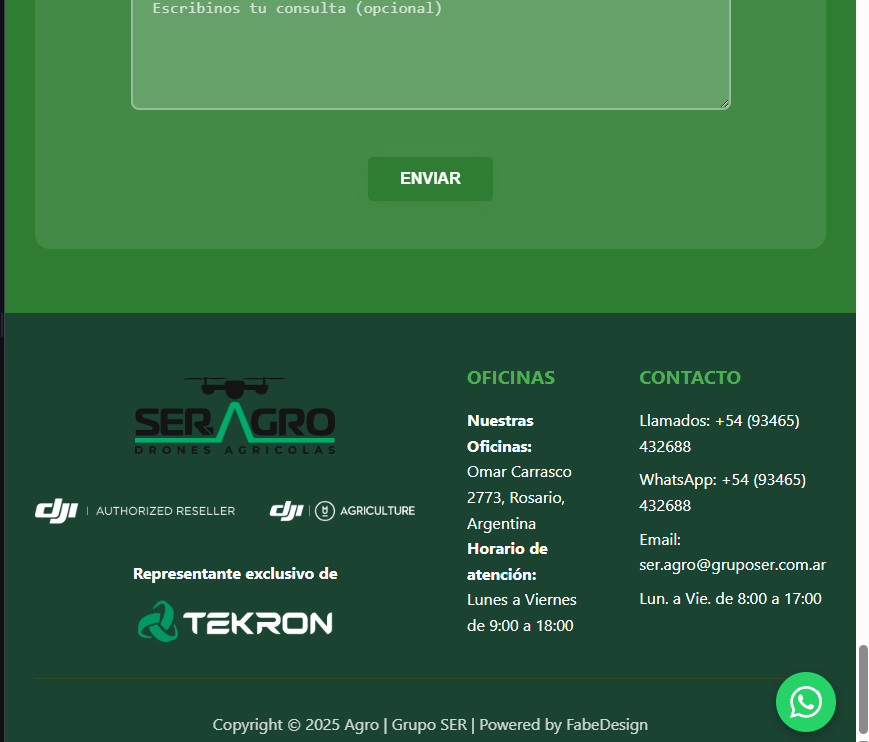 Escribinos tu consulta (opcional)
ENVIAR
SER AGRO
DRONES AGRICOLAS
dji AUTHORIZED RESELLER
dji AGRICULTURE
Representante exclusivo de
TEKRON
OFICINAS
Nuestras
Oficinas:
Omar Carrasco
2773, Rosario,
Argentina
Horario de
atención:
Lunes a Viernes
de 9:00 a 18:00
CONTACTO
Llamados: +54 (93465)
432688
WhatsApp: +54 (93465)
432688
Email:
ser.agro@gruposer.com.ar
Lun. a Vie. de 8:00 a 17:00
Copyright © 2025 Agro | Grupo SER | Powered by FabeDesign